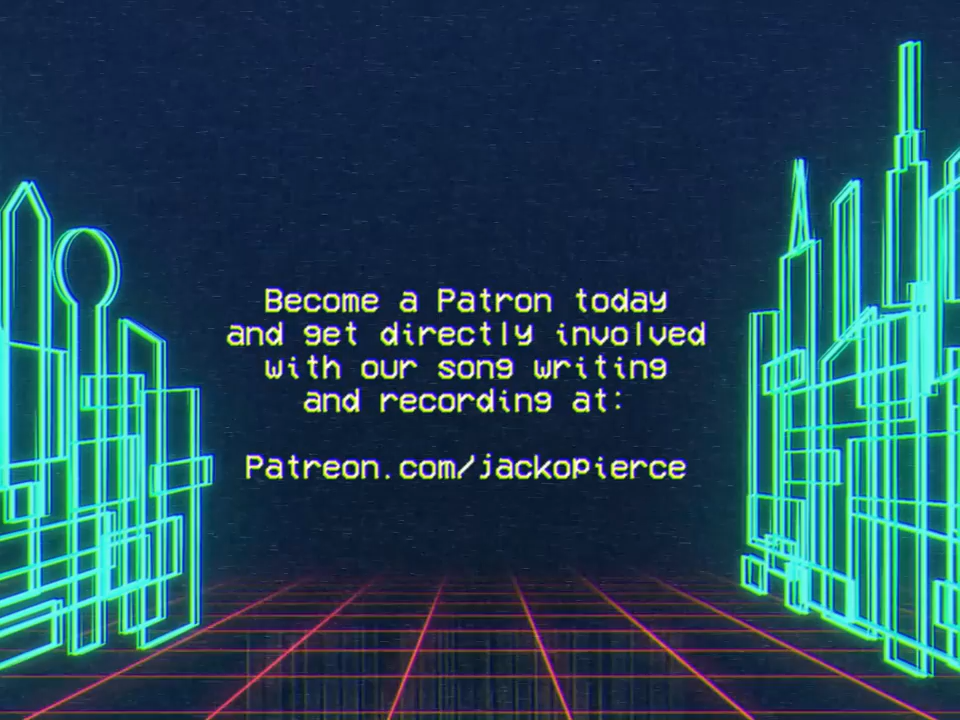 Become a Patron today
and get directly involved
with our song writing
and recording at:
Patreon.com/jackopierce